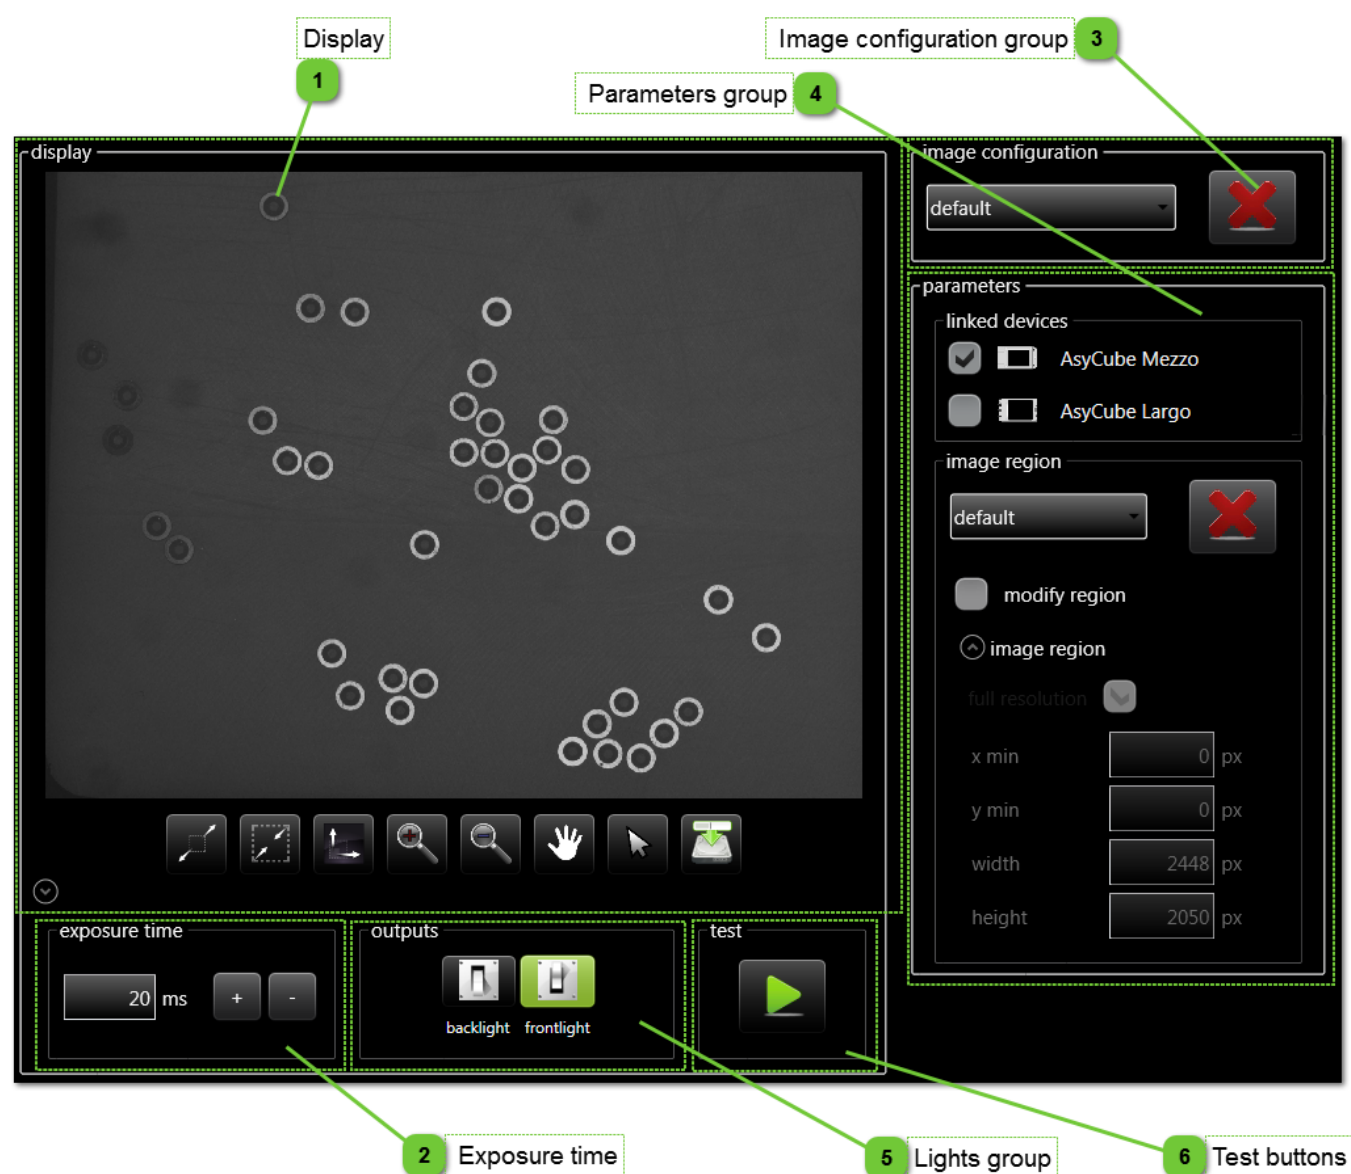 Display
1
Image configuration group 3
Parameters group 4
display
image configuration
default
parameters
linked devices
AsyCube Mezzo
AsyCube Largo
image region
default
modify region
image region
full resolution
x min 0 px
y min 0 px
width 2448 px
height 2050 px
exposure time
20 ms + -
outputs
backlight frontlight
test
2 Exposure time
5 Lights group
6 Test buttons